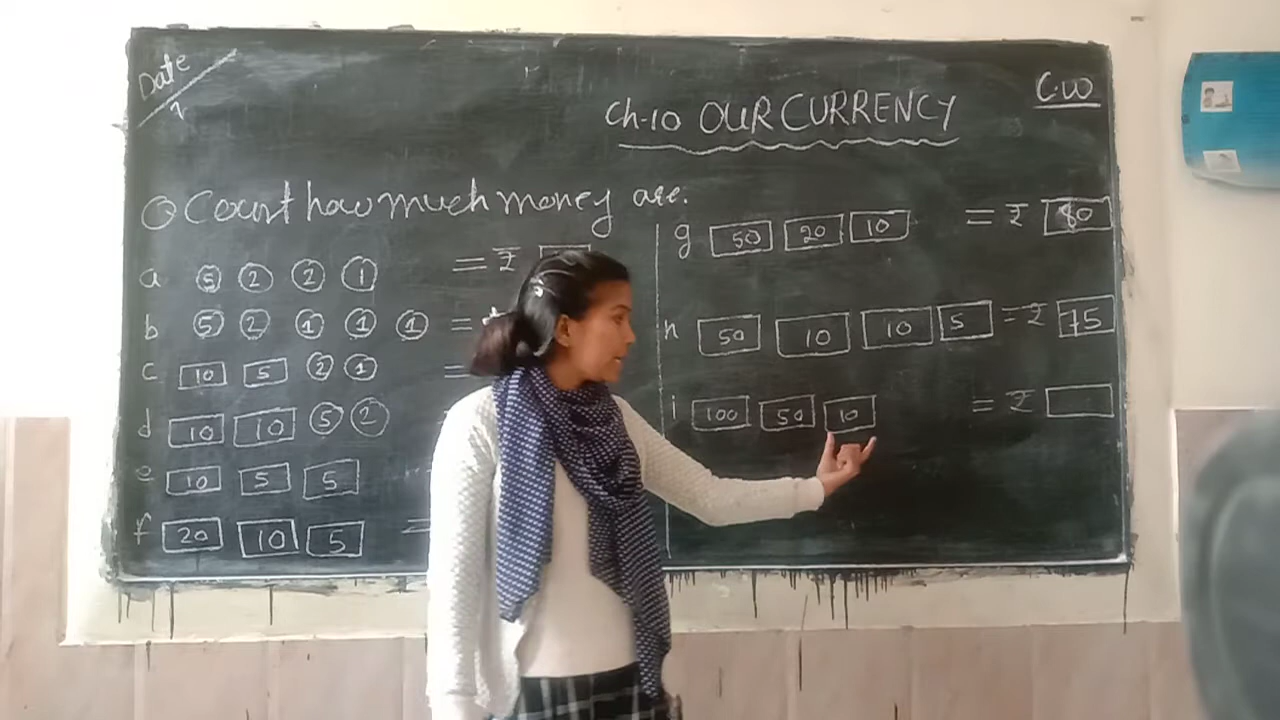 Date
Ch-10 OUR CURRENCY
C.W
Q Count how much money are.
a 5 2 2 1 = ₹
b 5 2 1 1 1 =
c 10 5 2 1 =
d 10 10 5 2
e 10 5 5
f 20 10 5 =
g 50 20 10 = ₹ 80
h 50 10 10 5 = ₹ 75
i 100 50 10 = ₹